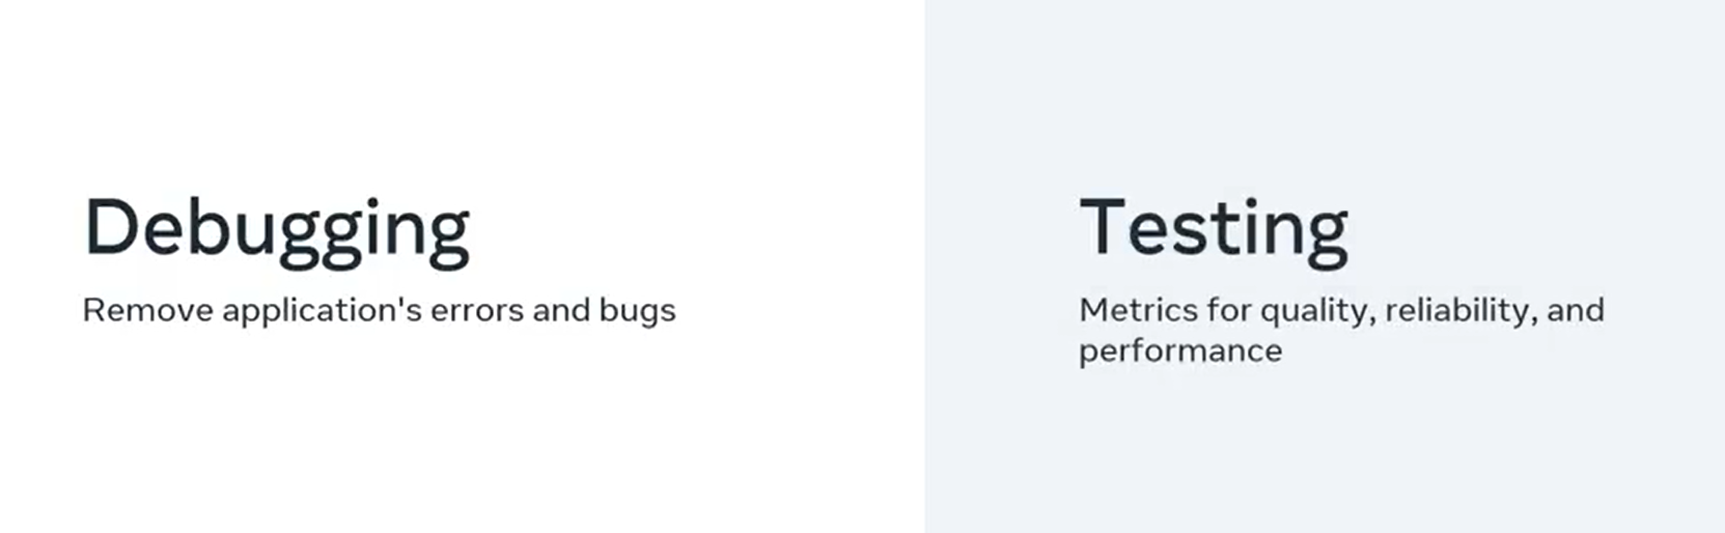 Debugging
Remove application's errors and bugs
Testing
Metrics for quality, reliability, and
performance